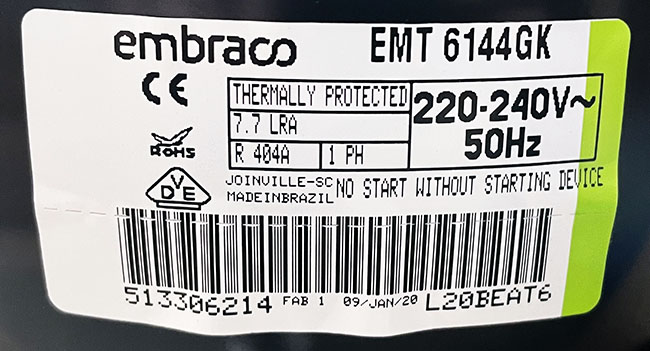 embraco EMT 6144GK
CE
THERMALLY PROTECTED
7.7 LRA
R 404A 1 PH
220-240V~
50Hz
RoHS
VDE
JOINVILLE-SC
MADEINBRAZIL
NO START WITHOUT STARTING DEVICE
513306214 FAB 1 09/JAN/20 L20BEAT6